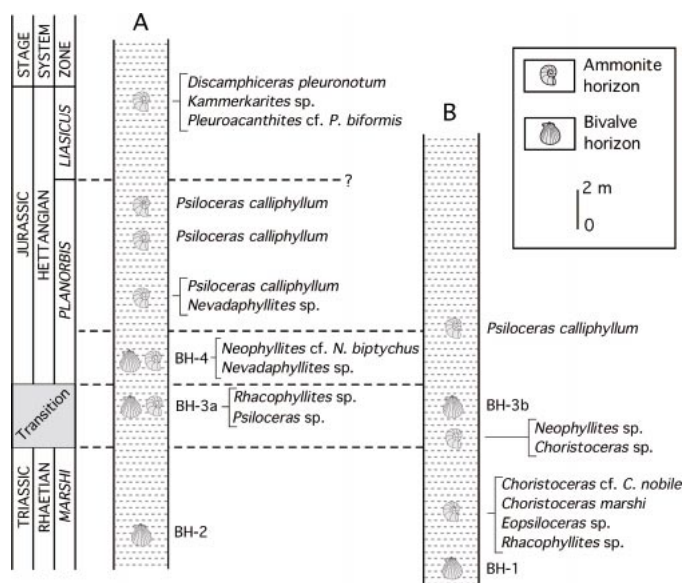 STAGE
SYSTEM
ZONE
JURASSIC
HETTANGIAN
LIASICUS
PLANORBIS
Transition
TRIASSIC
RHAETIAN
MARSHI
A
Discamphiceras pleuronotum
Kammerkarites sp.
Pleuroacanthites cf. P. biformis
?
Psiloceras calliphyllum
Psiloceras calliphyllum
Psiloceras calliphyllum
Nevadaphyllites sp.
BH-4
Neophyllites cf. N. biptychus
Nevadaphyllites sp.
BH-3a
Rhacophyllites sp.
Psiloceras sp.
BH-2
B
Psiloceras calliphyllum
BH-3b
Neophyllites sp.
Choristoceras sp.
Choristoceras cf. C. nobile
Choristoceras marshi
Eopsiloceras sp.
Rhacophyllites sp.
BH-1
Ammonite
horizon
Bivalve
horizon
2 m
0